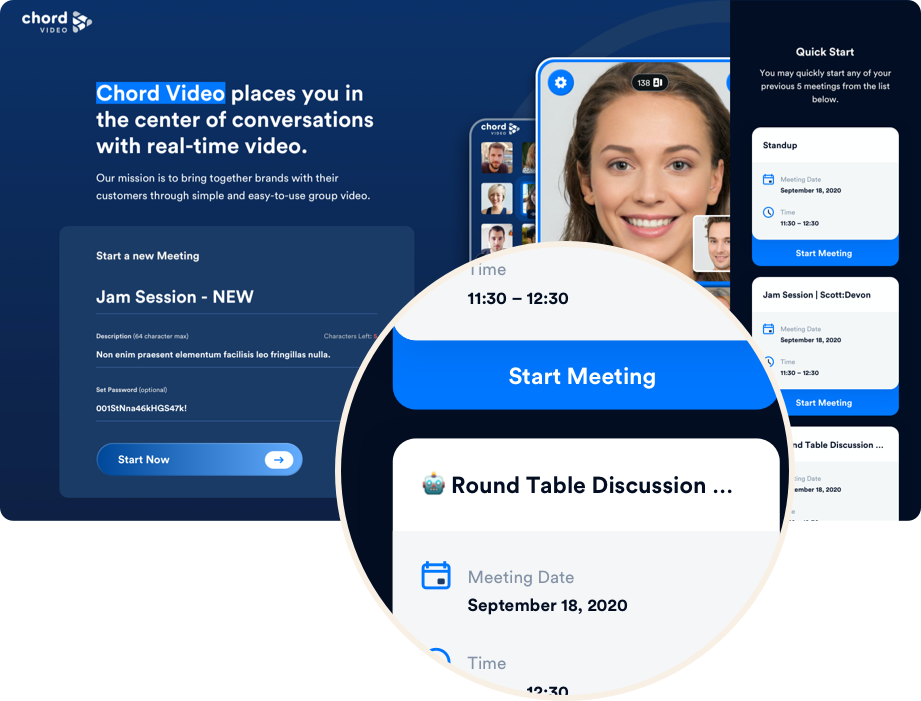 chord
VIDEO
Chord Video places you in
the center of conversations
with real-time video.
Our mission is to bring together brands with their
customers through simple and easy-to-use group video.
Start a new Meeting
Jam Session - NEW
Description (64 character max)
Characters Left:
Non enim praesent elementum facilisis leo fringillas nulla.
Set Password (optional)
001StNna46kHGS47k!
Start Now
chord
VIDEO
138
Quick Start
You may quickly start any of your
previous 5 meetings from the list
below.
Standup
Meeting Date
September 18, 2020
Time
11:30 – 12:30
Start Meeting
Jam Session | Scott:Devon
Meeting Date
September 18, 2020
Time
11:30 – 12:30
Start Meeting
Table Discussion ...
Date
September 18, 2020
Time
11:30 – 12:30
Start Meeting
🤖 Round Table Discussion ...
Meeting Date
September 18, 2020
Time
12:30